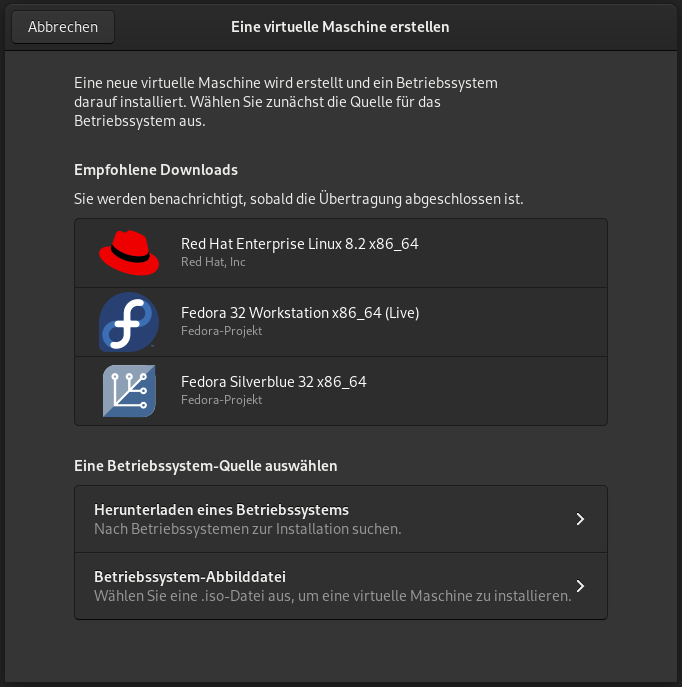 Abbrechen
Eine virtuelle Maschine erstellen
Eine neue virtuelle Maschine wird erstellt und ein Betriebssystem
darauf installiert. Wählen Sie zunächst die Quelle für das
Betriebssystem aus.
Empfohlene Downloads
Sie werden benachrichtigt, sobald die Übertragung abgeschlossen ist.
Red Hat Enterprise Linux 8.2 x86_64
Red Hat, Inc
Fedora 32 Workstation x86_64 (Live)
Fedora-Projekt
Fedora Silverblue 32 x86_64
Fedora-Projekt
Eine Betriebssystem-Quelle auswählen
Herunterladen eines Betriebssystems
Nach Betriebssystemen zur Installation suchen.
Betriebssystem-Abbilddatei
Wählen Sie eine .iso-Datei aus, um eine virtuelle Maschine zu installieren.